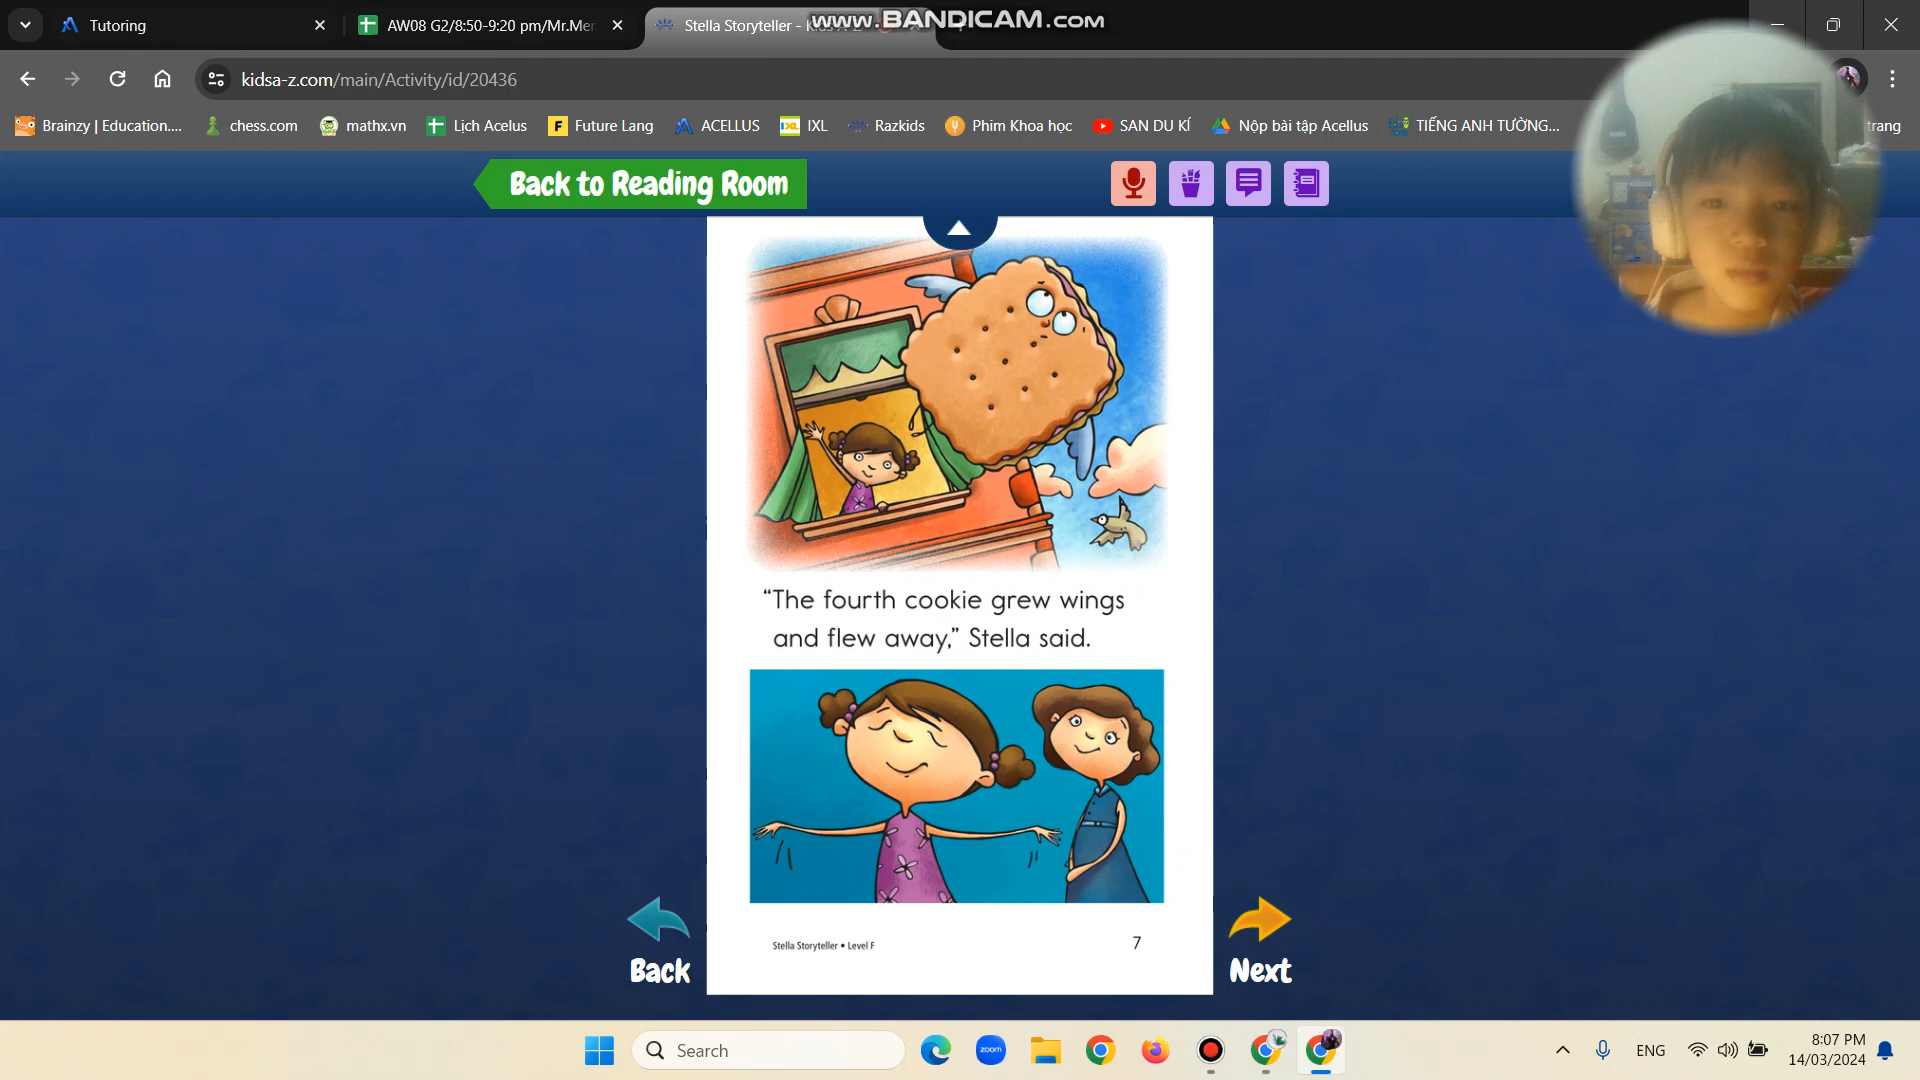 Tutoring
AW08 G2/8:50-9:20 pm/Mr.Mer
Stella Storyteller - Kids A-Z
www.BANDICAM.com
kidsa-z.com/main/Activity/id/20436
Brainzy | Education....
chess.com
mathx.vn
Lịch Acelus
Future Lang
ACELLUS
IXL
Razkids
Phim Khoa học
SAN DU KÍ
Nộp bài tập Acellus
TIẾNG ANH TƯỜNG...
trang
Back to Reading Room
“The fourth cookie grew wings
and flew away,” Stella said.
Stella Storyteller • Level F
7
Back
Next
Search
zoom
ENG
8:07 PM
14/03/2024